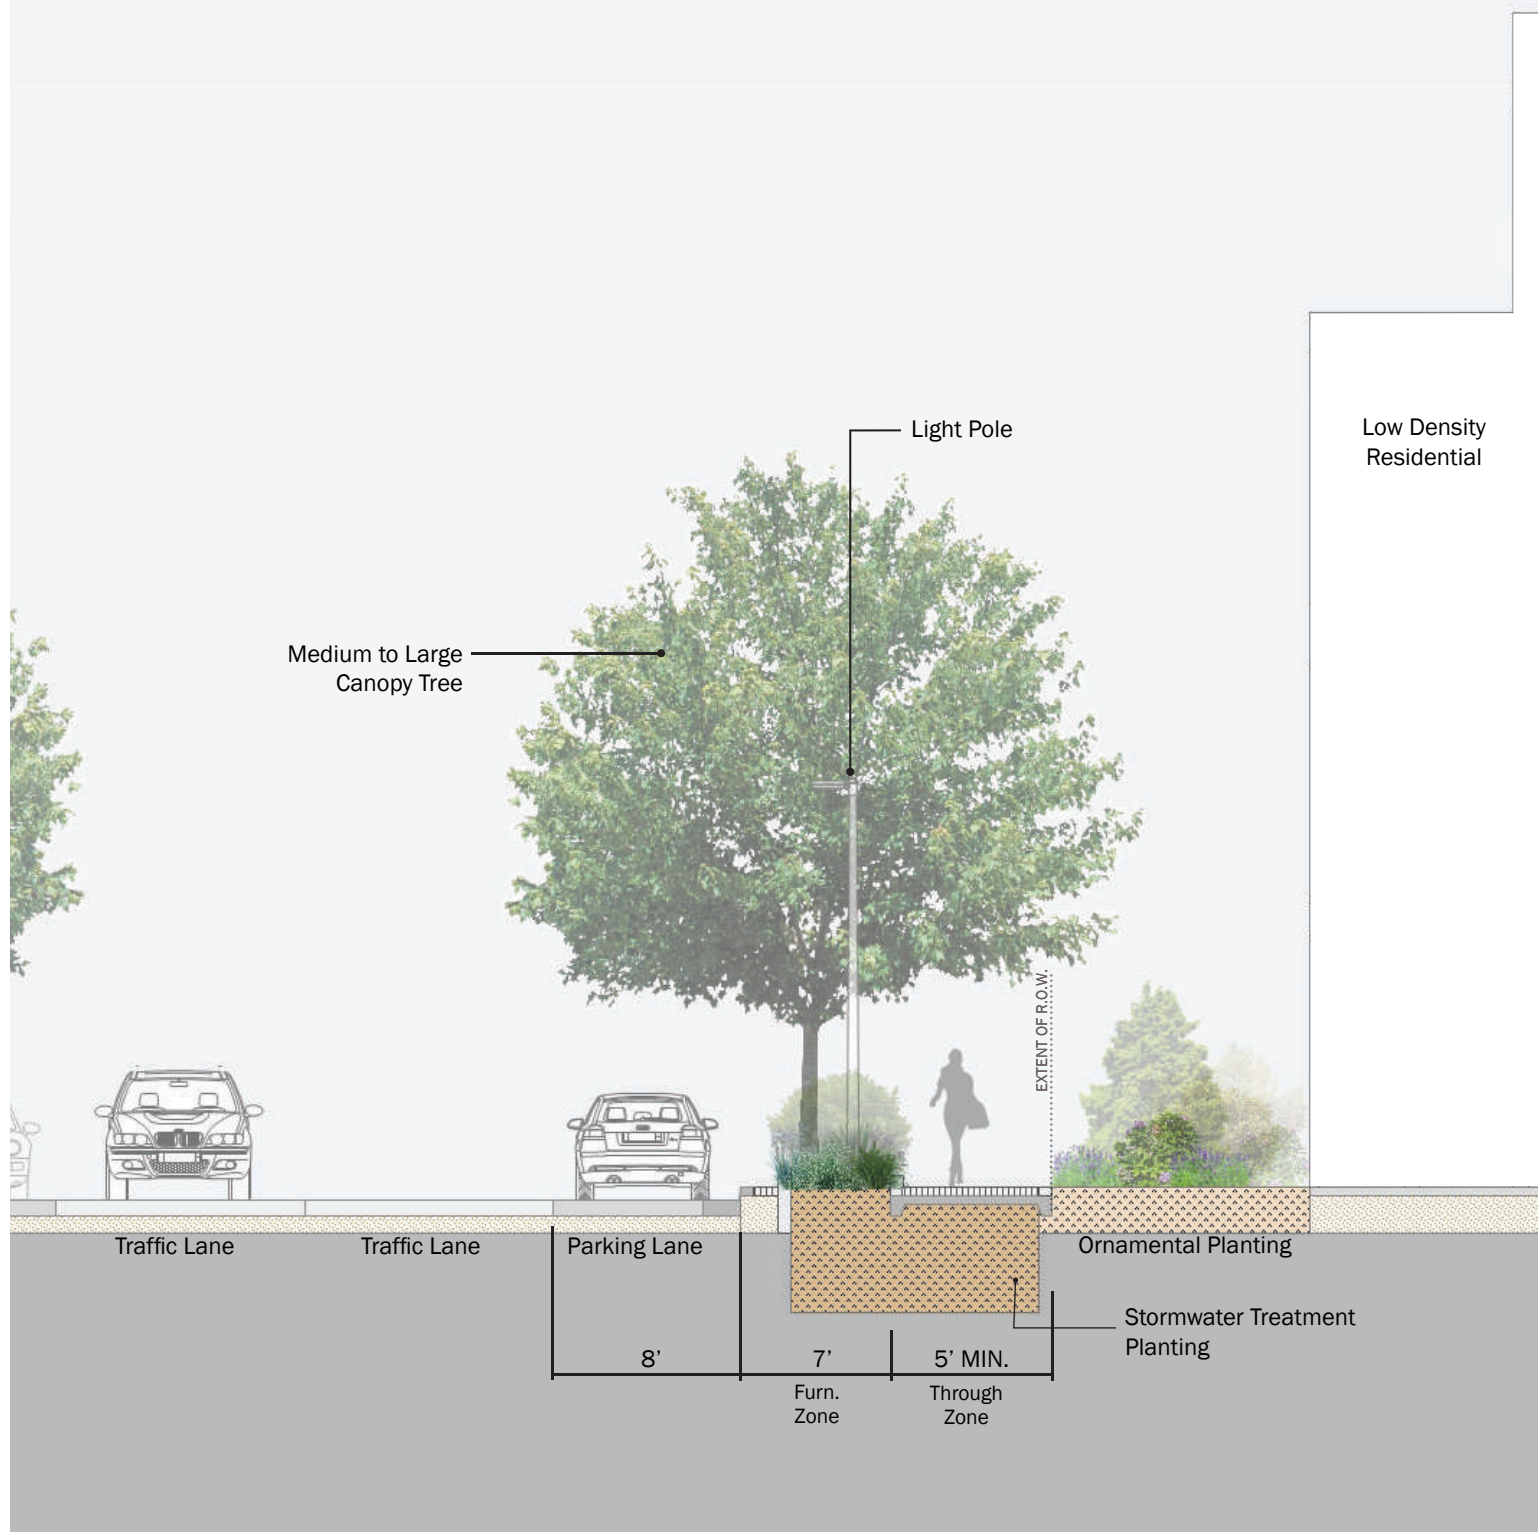 Light Pole
Low Density
Residential
Medium to Large
Canopy Tree
EXTENT OF R.O.W.
Traffic Lane
Traffic Lane
Parking Lane
Ornamental Planting
Stormwater Treatment
Planting
8’
7’
5’ MIN.
Furn.
Zone
Through
Zone